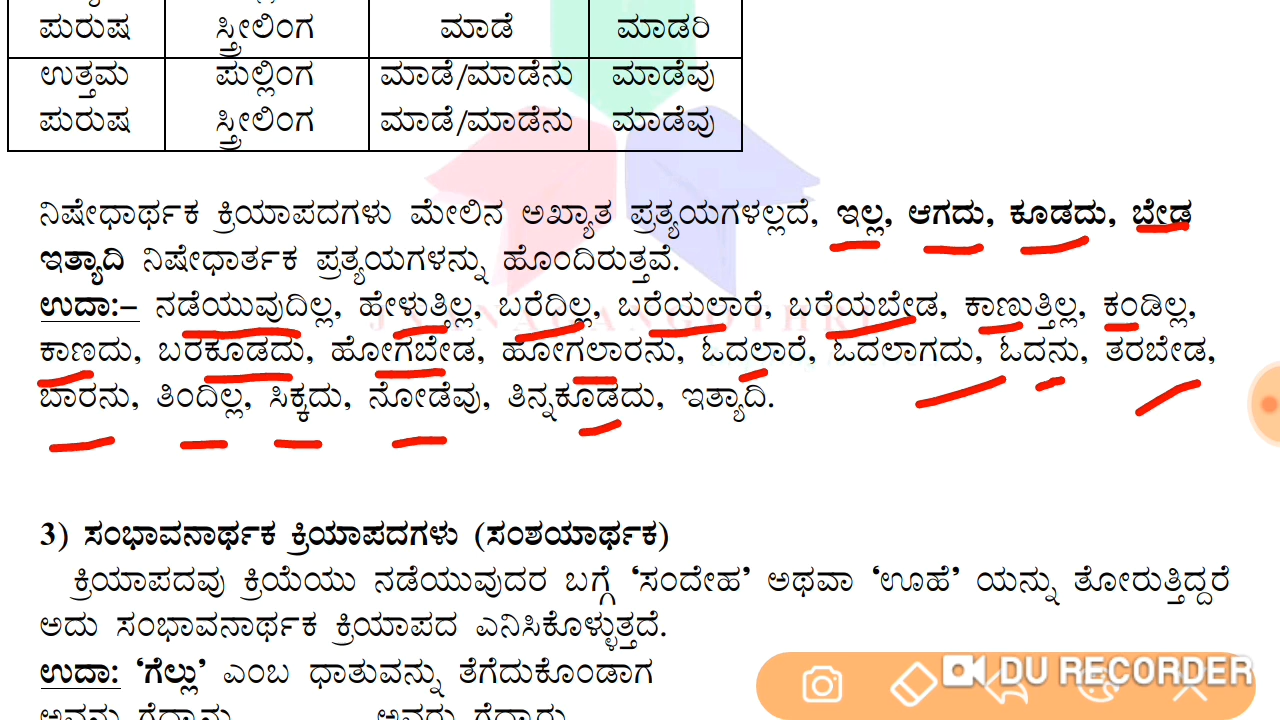 ಪುರುಷ ಸ್ತ್ರೀಲಿಂಗ ಮಾಡೆ ಮಾಡರಿ
ಉತ್ತಮ ಪುಲ್ಲಿಂಗ ಮಾಡೆ/ಮಾಡೆನು ಮಾಡೆವು
ಪುರುಷ ಸ್ತ್ರೀಲಿಂಗ ಮಾಡೆ/ಮಾಡೆನು ಮಾಡೆವು
ನಿಷೇಧಾರ್ಥಕ ಕ್ರಿಯಾಪದಗಳು ಮೇಲಿನ ಅಖ್ಯಾತ ಪ್ರತ್ಯಯಗಳಲ್ಲದೆ, ಇಲ್ಲ, ಆಗದು, ಕೂಡದು, ಬೇಡ
ಇತ್ಯಾದಿ ನಿಷೇಧಾರ್ತಕ ಪ್ರತ್ಯಯಗಳನ್ನು ಹೊಂದಿರುತ್ತವೆ.
ಉದಾ:– ನಡೆಯುವುದಿಲ್ಲ, ಹೇಳುತ್ತಿಲ್ಲ, ಬರೆದಿಲ್ಲ, ಬರೆಯಲಾರೆ, ಬರೆಯಬೇಡ, ಕಾಣುತ್ತಿಲ್ಲ, ಕಂಡಿಲ್ಲ,
ಕಾಣದು, ಬರಕೂಡದು, ಹೋಗಬೇಡ, ಹೋಗಲಾರನು, ಓದಲಾರೆ, ಓದಲಾಗದು, ಓದನು, ತರಬೇಡ,
ಬಾರನು, ತಿಂದಿಲ್ಲ, ಸಿಕ್ಕದು, ನೋಡೆವು, ತಿನ್ನಕೂಡದು, ಇತ್ಯಾದಿ.
3) ಸಂಭಾವನಾರ್ಥಕ ಕ್ರಿಯಾಪದಗಳು (ಸಂಶಯಾರ್ಥಕ)
ಕ್ರಿಯಾಪದವು ಕ್ರಿಯೆಯು ನಡೆಯುವುದರ ಬಗ್ಗೆ ‘ಸಂದೇಹ’ ಅಥವಾ ‘ಊಹೆ’ ಯನ್ನು ತೋರುತ್ತಿದ್ದರೆ
ಅದು ಸಂಭಾವನಾರ್ಥಕ ಕ್ರಿಯಾಪದ ಎನಿಸಿಕೊಳ್ಳುತ್ತದೆ.
ಉದಾ: ‘ಗೆಲ್ಲು’ ಎಂಬ ಧಾತುವನ್ನು ತೆಗೆದುಕೊಂಡಾಗ
DU RECORDER